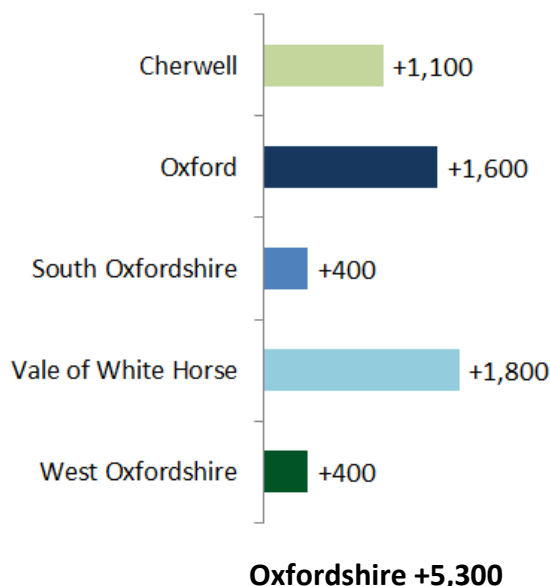 Cherwell +1,100
Oxford +1,600
South Oxfordshire +400
Vale of White Horse +1,800
West Oxfordshire +400
Oxfordshire +5,300